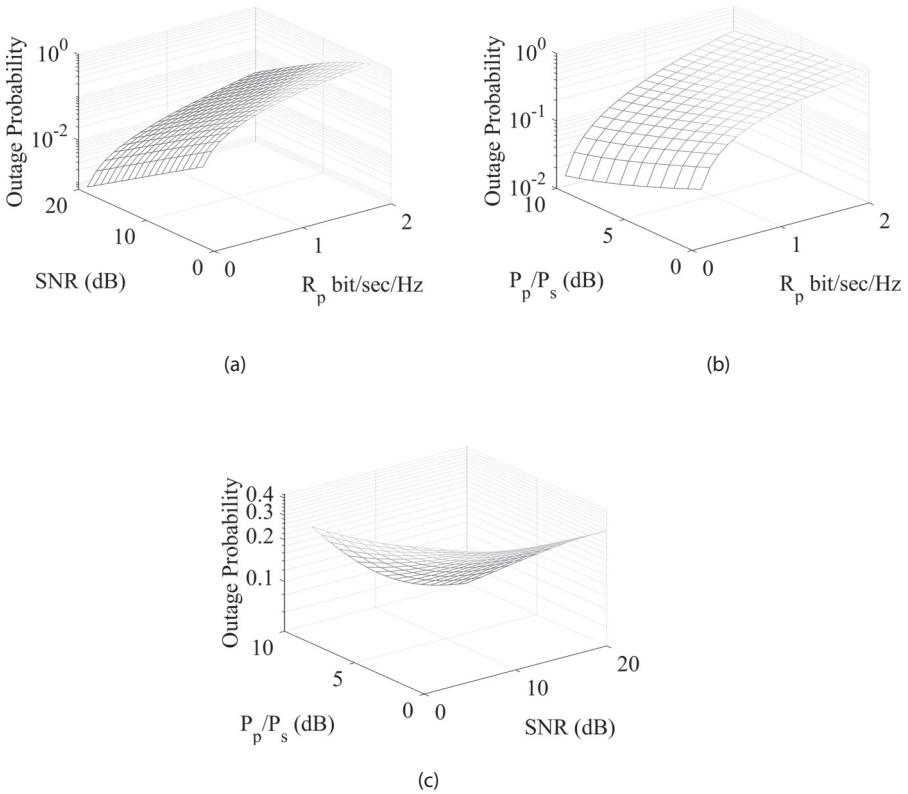 Outage Probability
10^0
10^-2
20
10
0
SNR (dB)
0
1
2
R_p bit/sec/Hz
(a)
Outage Probability
10^0
10^-1
10^-2
10
5
0
P_p/P_s (dB)
0
1
2
R_p bit/sec/Hz
(b)
Outage Probability
0.4
0.3
0.2
0.1
10
5
0
P_p/P_s (dB)
0
10
20
SNR (dB)
(c)